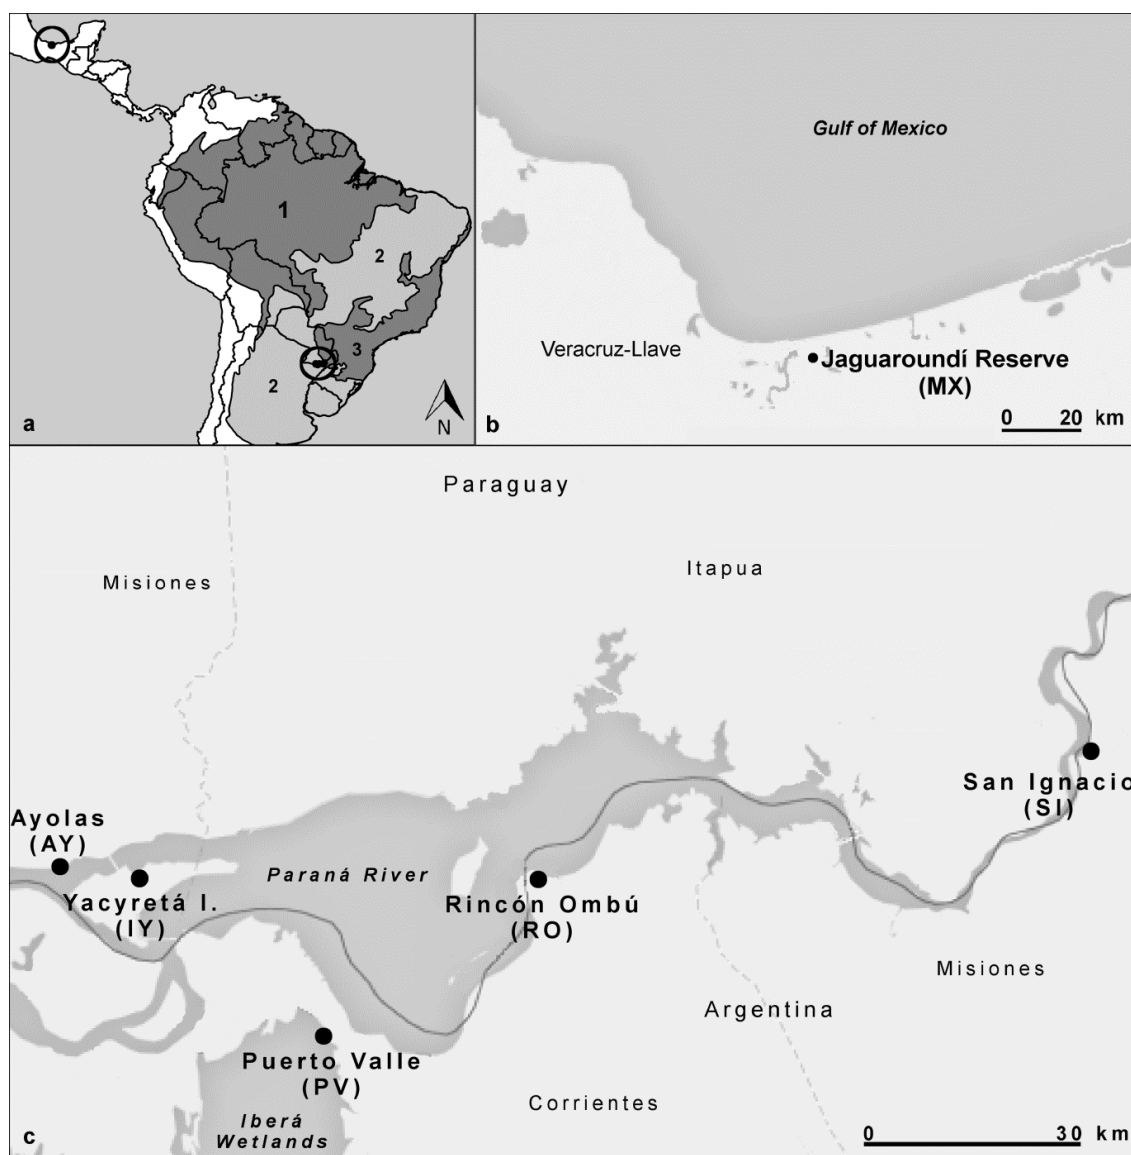 1
2
3
2
N
a
Gulf of Mexico
Veracruz-Llave
Jaguaroundí Reserve
(MX)
0 20 km
b
Paraguay
Misiones
Itapua
San Ignacio
(SI)
Ayolas
(AY)
Paraná River
Yacyretá I.
(IY)
Rincón Ombú
(RO)
Misiones
Argentina
Puerto Valle
(PV)
Corrientes
Iberá
Wetlands
0 30 km
c